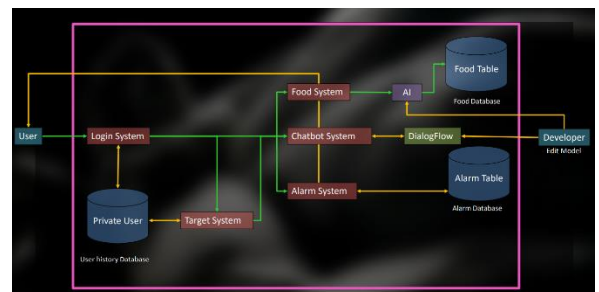 Food Table
Food System
AI
Food Database
User
Login System
Chatbot System
DialogFlow
Developer
Edit Model
Alarm Table
Alarm System
Private User
Target System
Alarm Database
User history Database